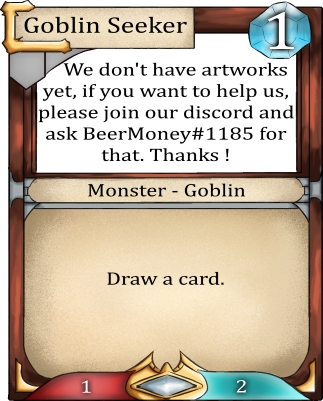 Goblin Seeker
1
We don't have artworks
yet, if you want to help us,
please join our discord and
ask BeerMoney#1185 for
that. Thanks !
Monster - Goblin
Draw a card.
1
2